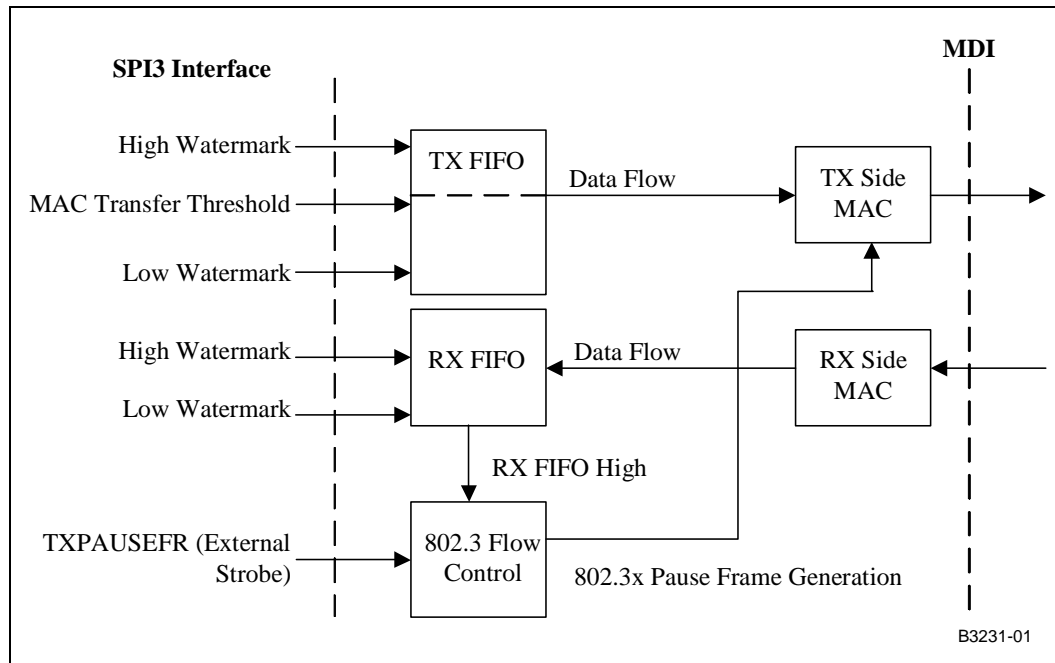 MDI
SPI3 Interface
High Watermark
TX FIFO
Data Flow
TX Side
MAC
MAC Transfer Threshold
Low Watermark
High Watermark
RX FIFO
Data Flow
RX Side
MAC
Low Watermark
RX FIFO High
TXPAUSEFR (External
Strobe)
802.3 Flow
Control
802.3x Pause Frame Generation
B3231-01